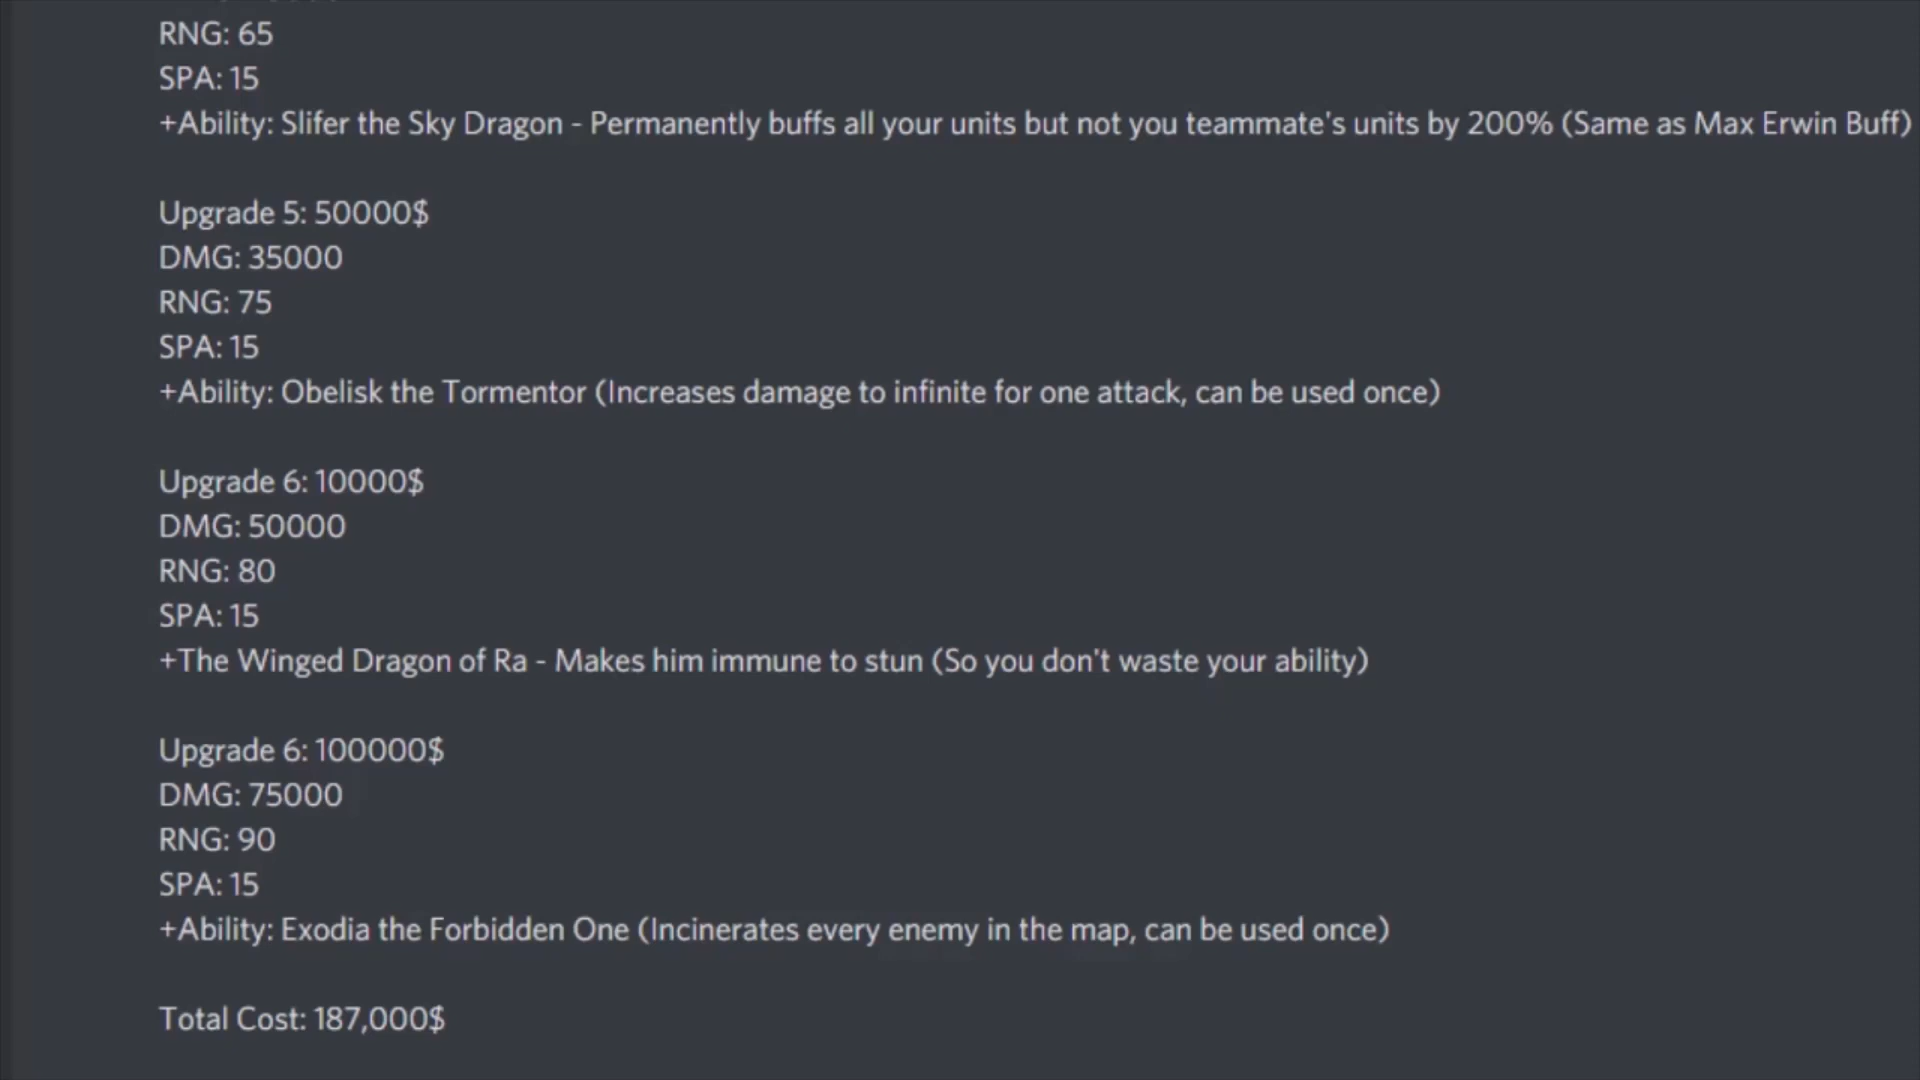 RNG: 65
SPA: 15
+Ability: Slifer the Sky Dragon - Permanently buffs all your units but not you teammate's units by 200% (Same as Max Erwin Buff)
Upgrade 5: 50000$
DMG: 35000
RNG: 75
SPA: 15
+Ability: Obelisk the Tormentor (Increases damage to infinite for one attack, can be used once)
Upgrade 6: 10000$
DMG: 50000
RNG: 80
SPA: 15
+The Winged Dragon of Ra - Makes him immune to stun (So you don't waste your ability)
Upgrade 6: 100000$
DMG: 75000
RNG: 90
SPA: 15
+Ability: Exodia the Forbidden One (Incinerates every enemy in the map, can be used once)
Total Cost: 187,000$